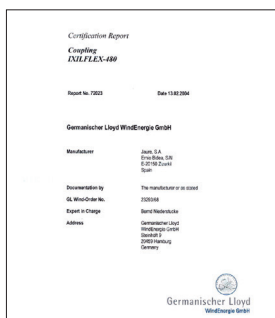 Certification Report
Coupling
IXILFLEX-480
Report No. 72023 Date 13.02.2004
Germanischer Lloyd WindEnergie GmbH
Manufacturer Jaure, S.A.
Ernio Bidea, S/N
E-20150 Zizurkil
Spain
Documentation by The manufacturer or as stated
GL Wind-Order No.
Expert in Charge Bernd Niederstucke
Address Germanischer Lloyd
WindEnergie GmbH
Steinhöft 9
20459 Hamburg
Germany
Germanischer Lloyd
WindEnergie GmbH